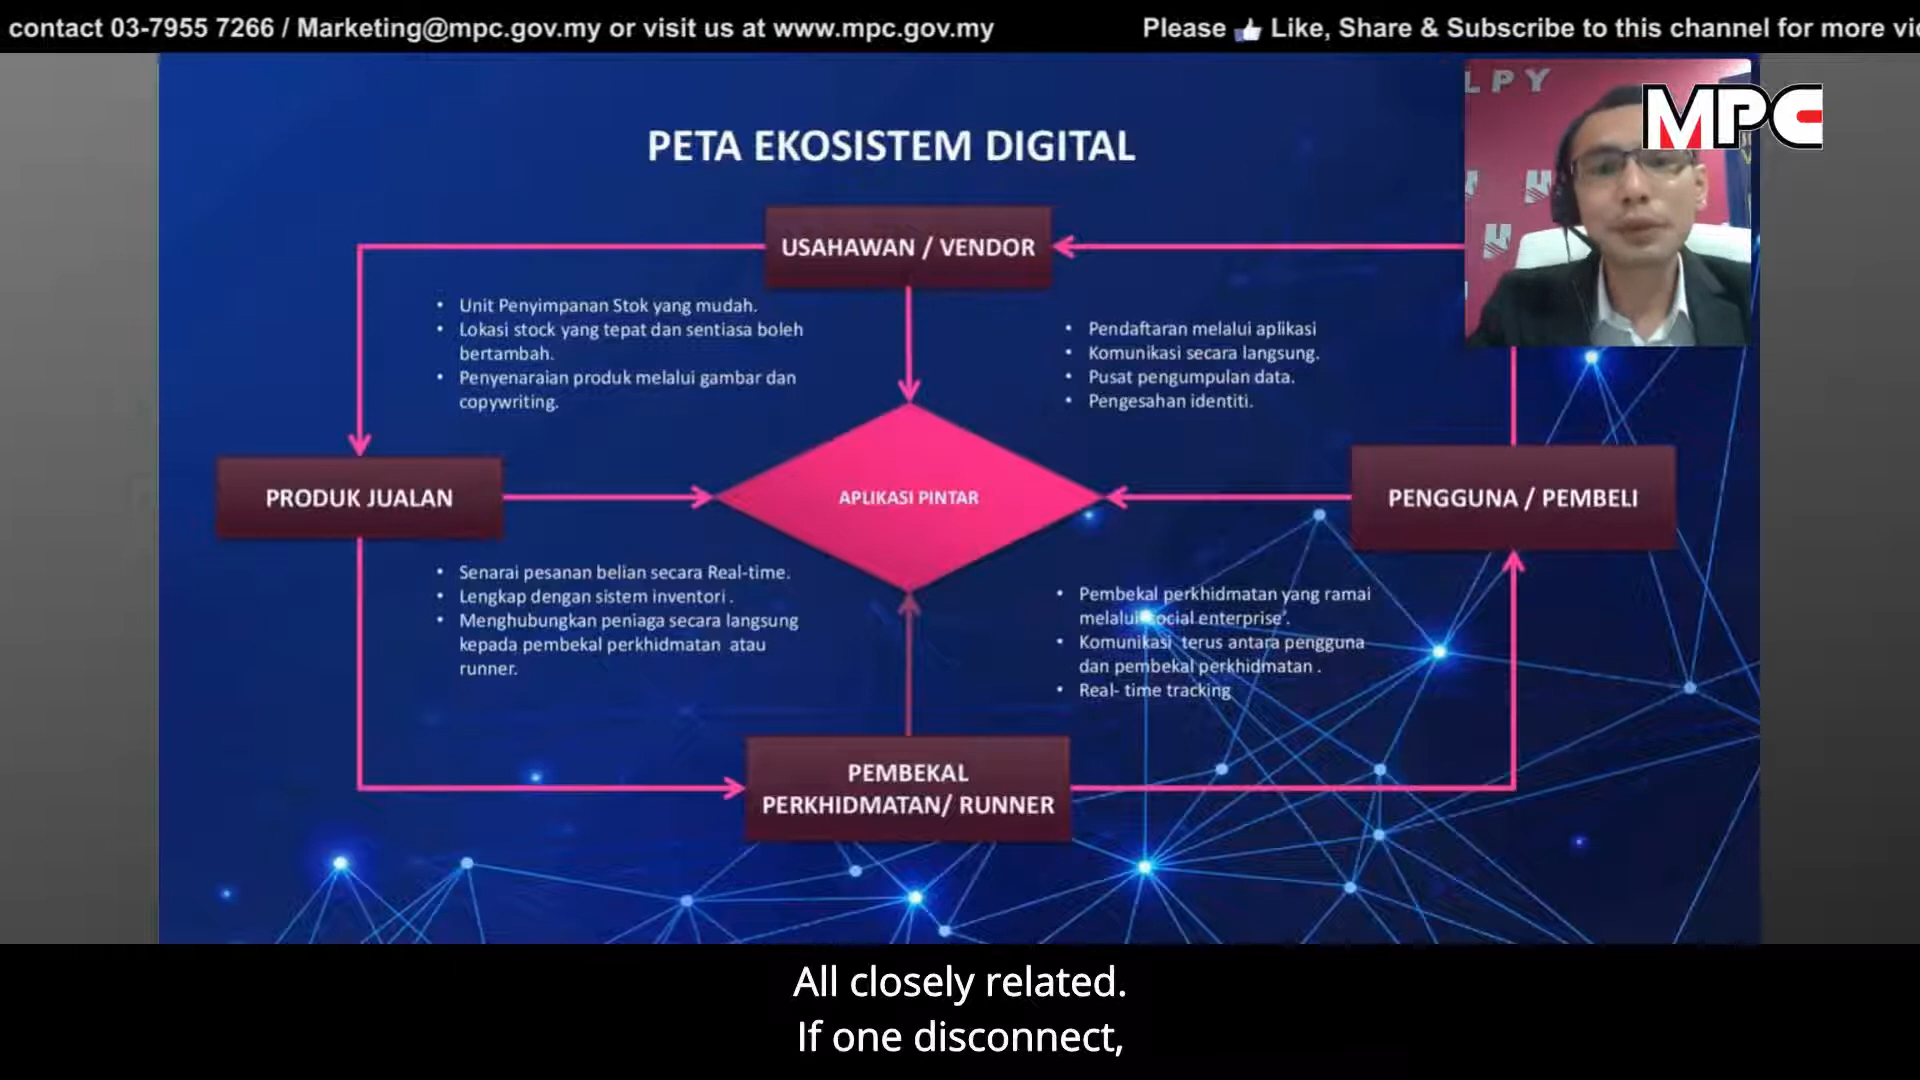 contact 03-7955 7266 / Marketing@mpc.gov.my or visit us at www.mpc.gov.my
Please Like, Share & Subscribe to this channel for more
LPY
MPC
PETA EKOSISTEM DIGITAL
USAHAWAN / VENDOR
• Unit Penyimpanan Stok yang mudah.
• Lokasi stock yang tepat dan sentiasa boleh
bertambah.
• Penyenaraian produk melalui gambar dan
copywriting.
• Pendaftaran melalui aplikasi
• Komunikasi secara langsung.
• Pusat pengumpulan data.
• Pengesahan identiti.
PRODUK JUALAN
APLIKASI PINTAR
PENGGUNA / PEMBELI
• Senarai pesanan belian secara Real-time.
• Lengkap dengan sistem inventori .
• Menghubungkan peniaga secara langsung
kepada pembekal perkhidmatan atau
runner.
• Pembekal perkhidmatan yang ramai
melalui social enterprise'.
• Komunikasi terus antara pengguna
dan pembekal perkhidmatan .
• Real- time tracking
PEMBEKAL
PERKHIDMATAN/ RUNNER
All closely related.
If one disconnect,